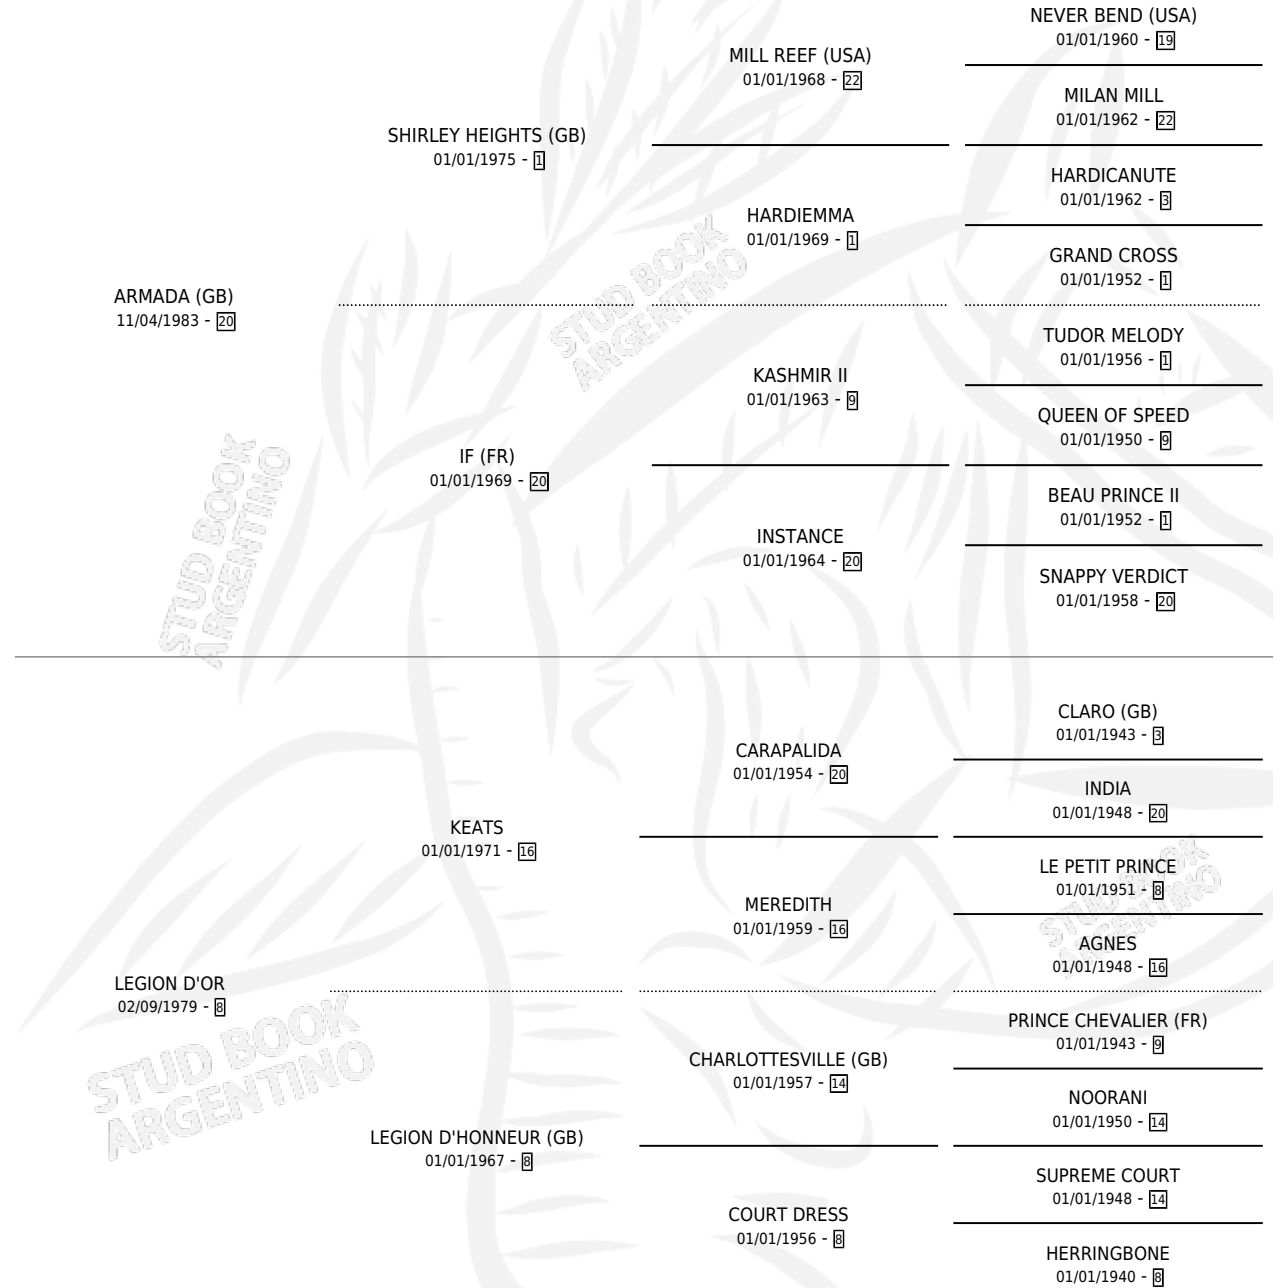 NEVER BEND (USA)
01/01/1960 - 19
MILL REEF (USA)
01/01/1968 - 22
MILAN MILL
01/01/1962 - 22
SHIRLEY HEIGHTS (GB)
01/01/1975 - 1
HARDICANUTE
01/01/1962 - 3
HARDIEMMA
01/01/1969 - 1
GRAND CROSS
01/01/1952 - 1
ARMADA (GB)
11/04/1983 - 20
STUD BOOK
ARGENTINO
TUDOR MELODY
01/01/1956 - 1
KASHMIR II
01/01/1963 - 9
QUEEN OF SPEED
01/01/1950 - 9
IF (FR)
01/01/1969 - 20
BEAU PRINCE II
01/01/1952 - 1
INSTANCE
01/01/1964 - 20
SNAPPY VERDICT
01/01/1958 - 20
STUD BOOK
ARGENTINO
CLARO (GB)
01/01/1943 - 3
CARAPALIDA
01/01/1954 - 20
INDIA
01/01/1948 - 20
KEATS
01/01/1971 - 16
LE PETIT PRINCE
01/01/1951 - 8
MEREDITH
01/01/1959 - 16
AGNES
01/01/1948 - 16
STUD BOOK
ARGENTINO
LEGION D'OR
02/09/1979 - 8
PRINCE CHEVALIER (FR)
01/01/1943 - 9
CHARLOTTESVILLE (GB)
01/01/1957 - 14
NOORANI
01/01/1950 - 14
STUD BOOK
ARGENTINO
LEGION D'HONNEUR (GB)
01/01/1967 - 8
SUPREME COURT
01/01/1948 - 14
COURT DRESS
01/01/1956 - 8
HERRINGBONE
01/01/1940 - 8